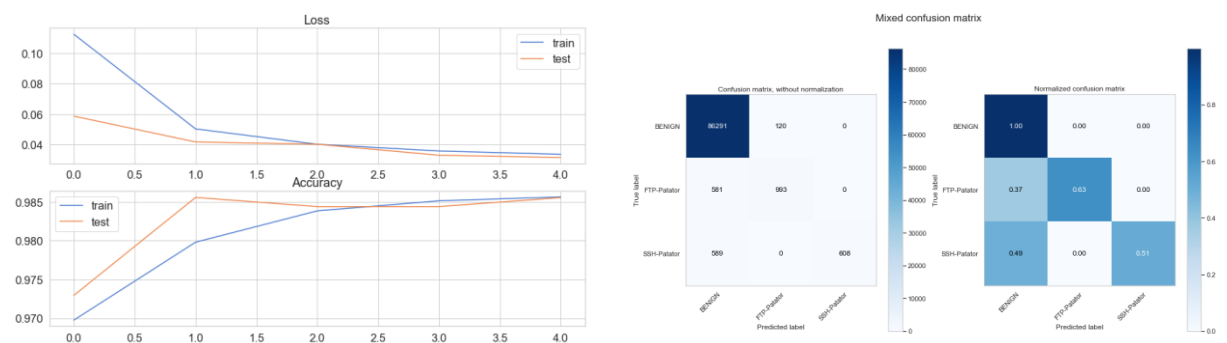 Loss
0.10
0.08
0.06
0.04
train
test
0.0 0.5 1.0 1.5 2.0 2.5 3.0 3.5 4.0
Accuracy
0.985
0.980
0.975
0.970
train
test
0.0 0.5 1.0 1.5 2.0 2.5 3.0 3.5 4.0
Mixed confusion matrix
Confusion matrix, without normalization
True label
BENIGN 86291 120 0
FTP-Patator 581 993 0
SSH-Patator 589 0 608
BENIGN FTP-Patator SSH-Patator
Predicted label
80000
70000
60000
50000
40000
30000
20000
10000
0
Normalized confusion matrix
True label
BENIGN 1.00 0.00 0.00
FTP-Patator 0.37 0.63 0.00
SSH-Patator 0.49 0.00 0.51
BENIGN FTP-Patator SSH-Patator
Predicted label
0.8
0.6
0.4
0.2
0.0